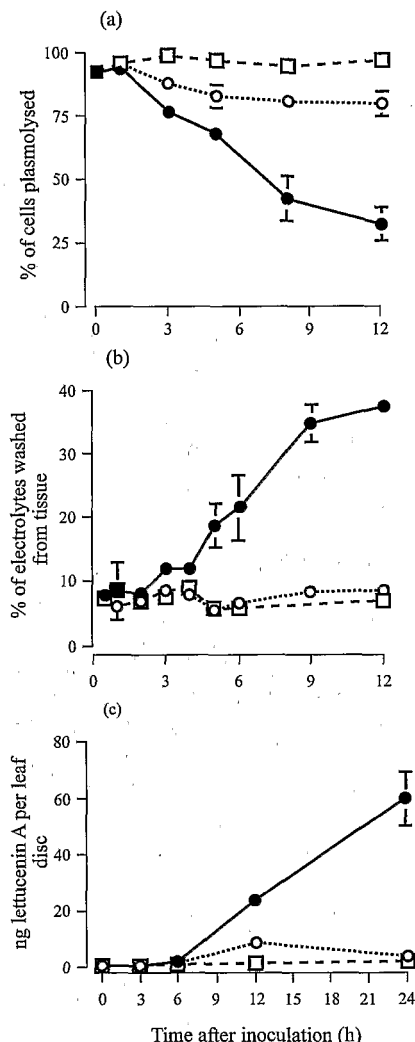 (a)
% of cells plasmolysed
100
75
50
25
0
0 3 6 9 12
(b)
% of electrolytes washed
from tissue
40
30
20
10
0
0 3 6 9 12
(c)
ng lettucenin A per leaf
disc
80
60
40
20
0
0 3 6 9 12 15 18 21 24
Time after inoculation (h)